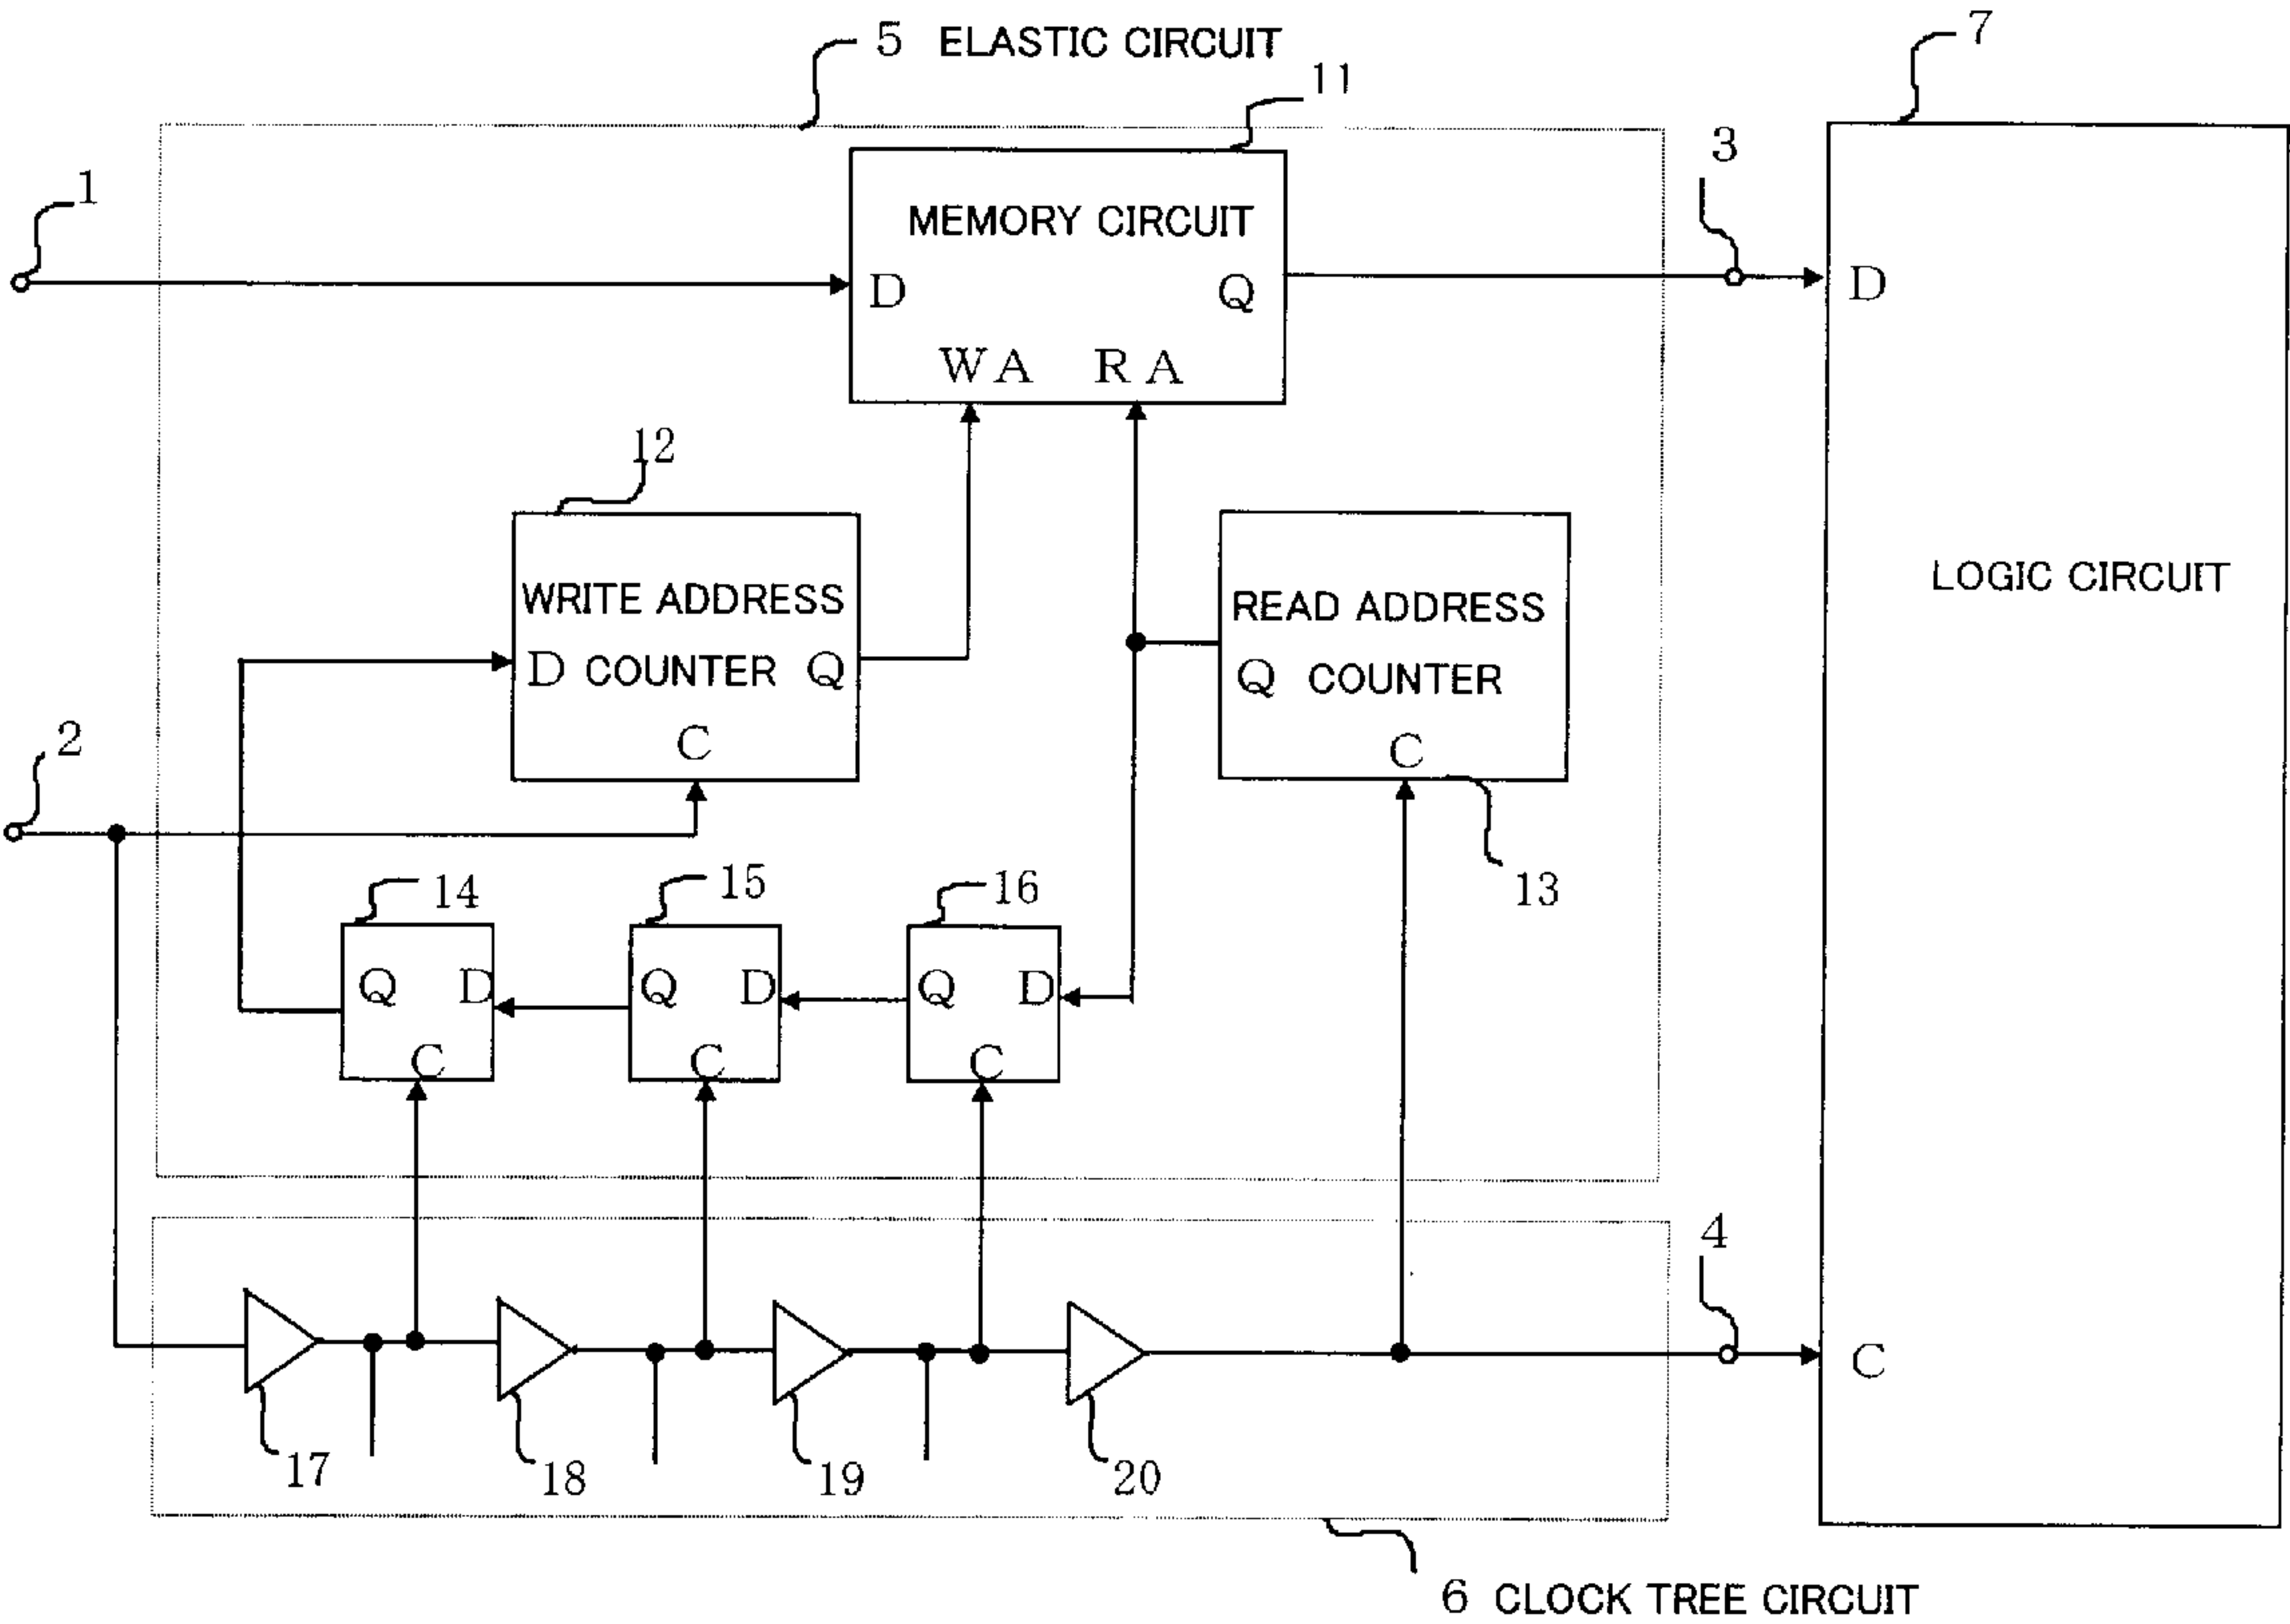 5 ELASTIC CIRCUIT
7
11
1
3
MEMORY CIRCUIT
D
Q
D
WA
RA
12
WRITE ADDRESS
D COUNTER Q
C
READ ADDRESS
Q COUNTER
C
LOGIC CIRCUIT
2
13
14
15
16
Q D
C
Q D
C
Q D
C
4
C
17
18
19
20
6 CLOCK TREE CIRCUIT